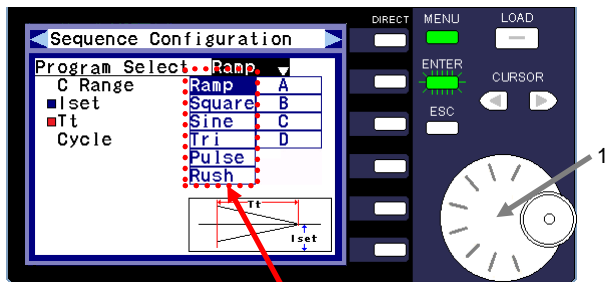 DIRECT MENU LOAD
Sequence Configuration
Program Select Ramp
ENTER
C Range Ramp A
CURSOR
Iset Square B
ESC
Tt Sine C
Cycle Tri D
Pulse
1
Rush
Tt
Iset